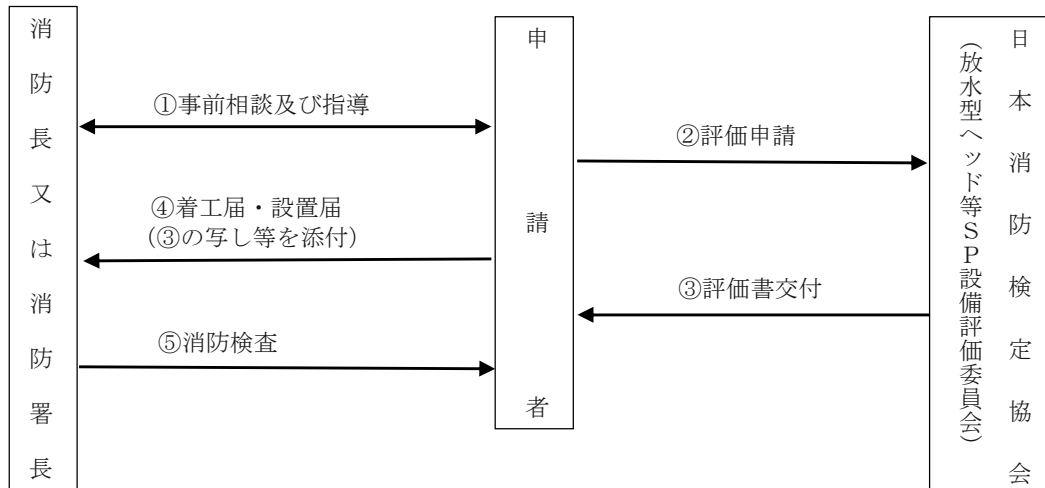 消防長又は消防署長
①事前相談及び指導
④着工届・設置届
（③の写し等を添付）
⑤消防検査
申請者
②評価申請
③評価書交付
日本消防検定協会
（放水型ヘッド等ＳＰ設備評価委員会）